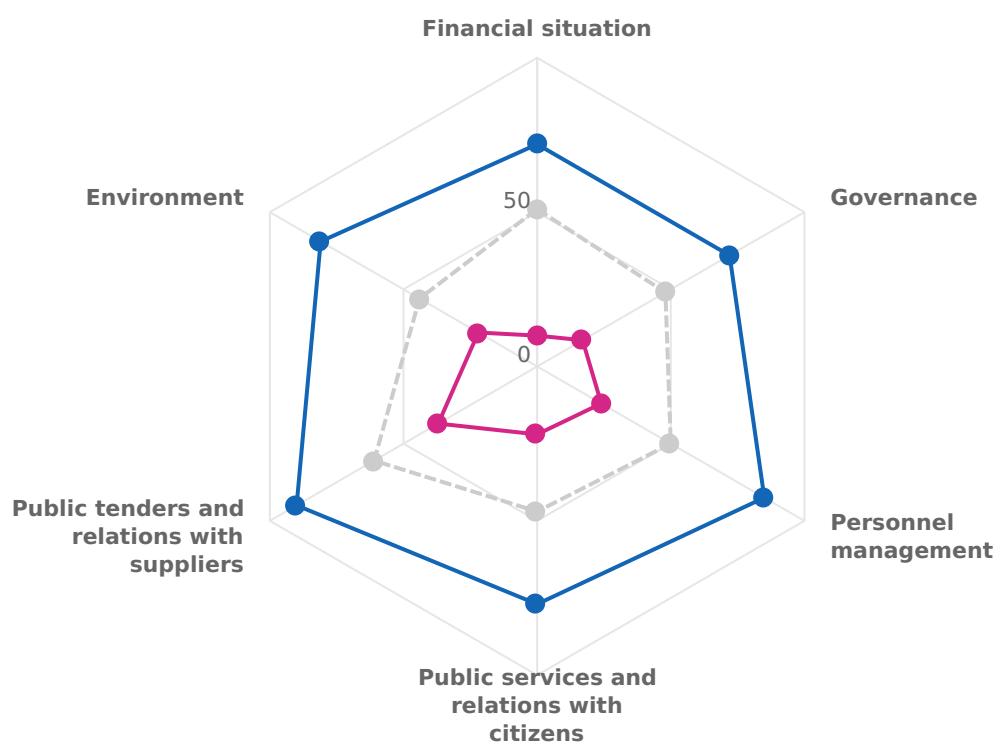 Financial situation
Environment
50
Governance
0
Public tenders and
relations with
suppliers
Personnel
management
Public services and
relations with
citizens